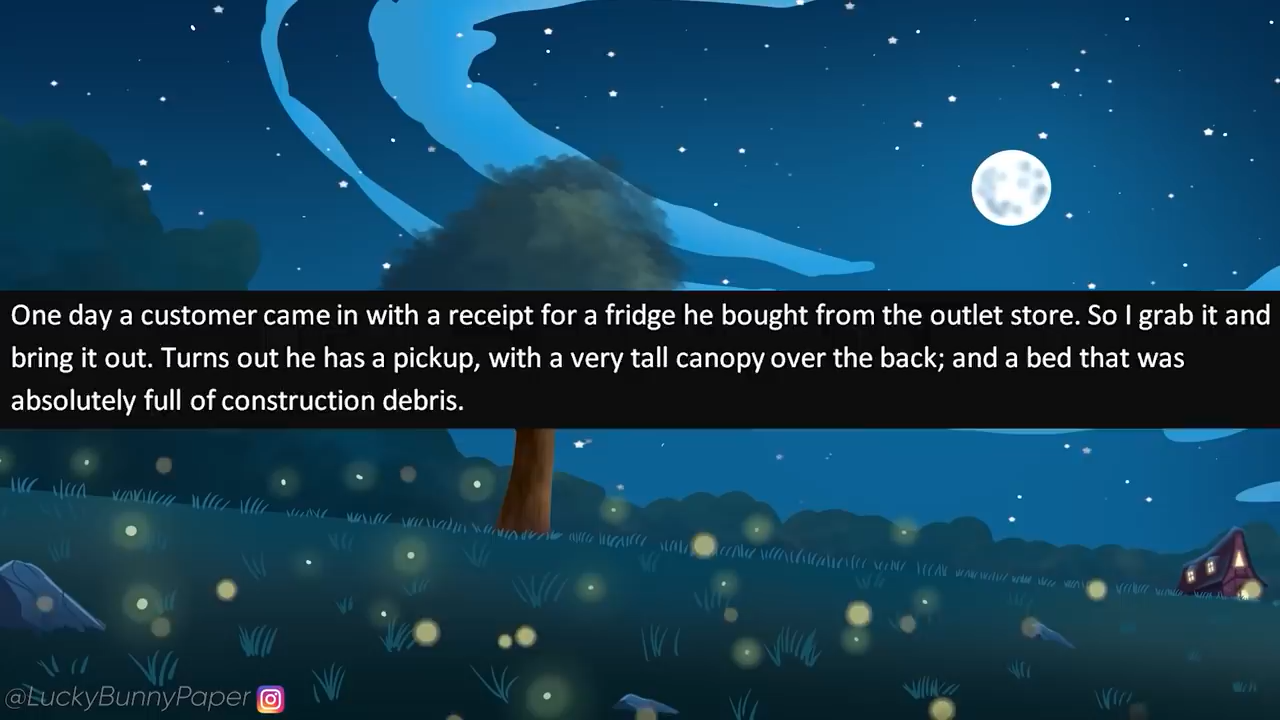 One day a customer came in with a receipt for a fridge he bought from the outlet store. So I grab it and
bring it out. Turns out he has a pickup, with a very tall canopy over the back; and a bed that was
absolutely full of construction debris.
@LuckyBunnyPaper